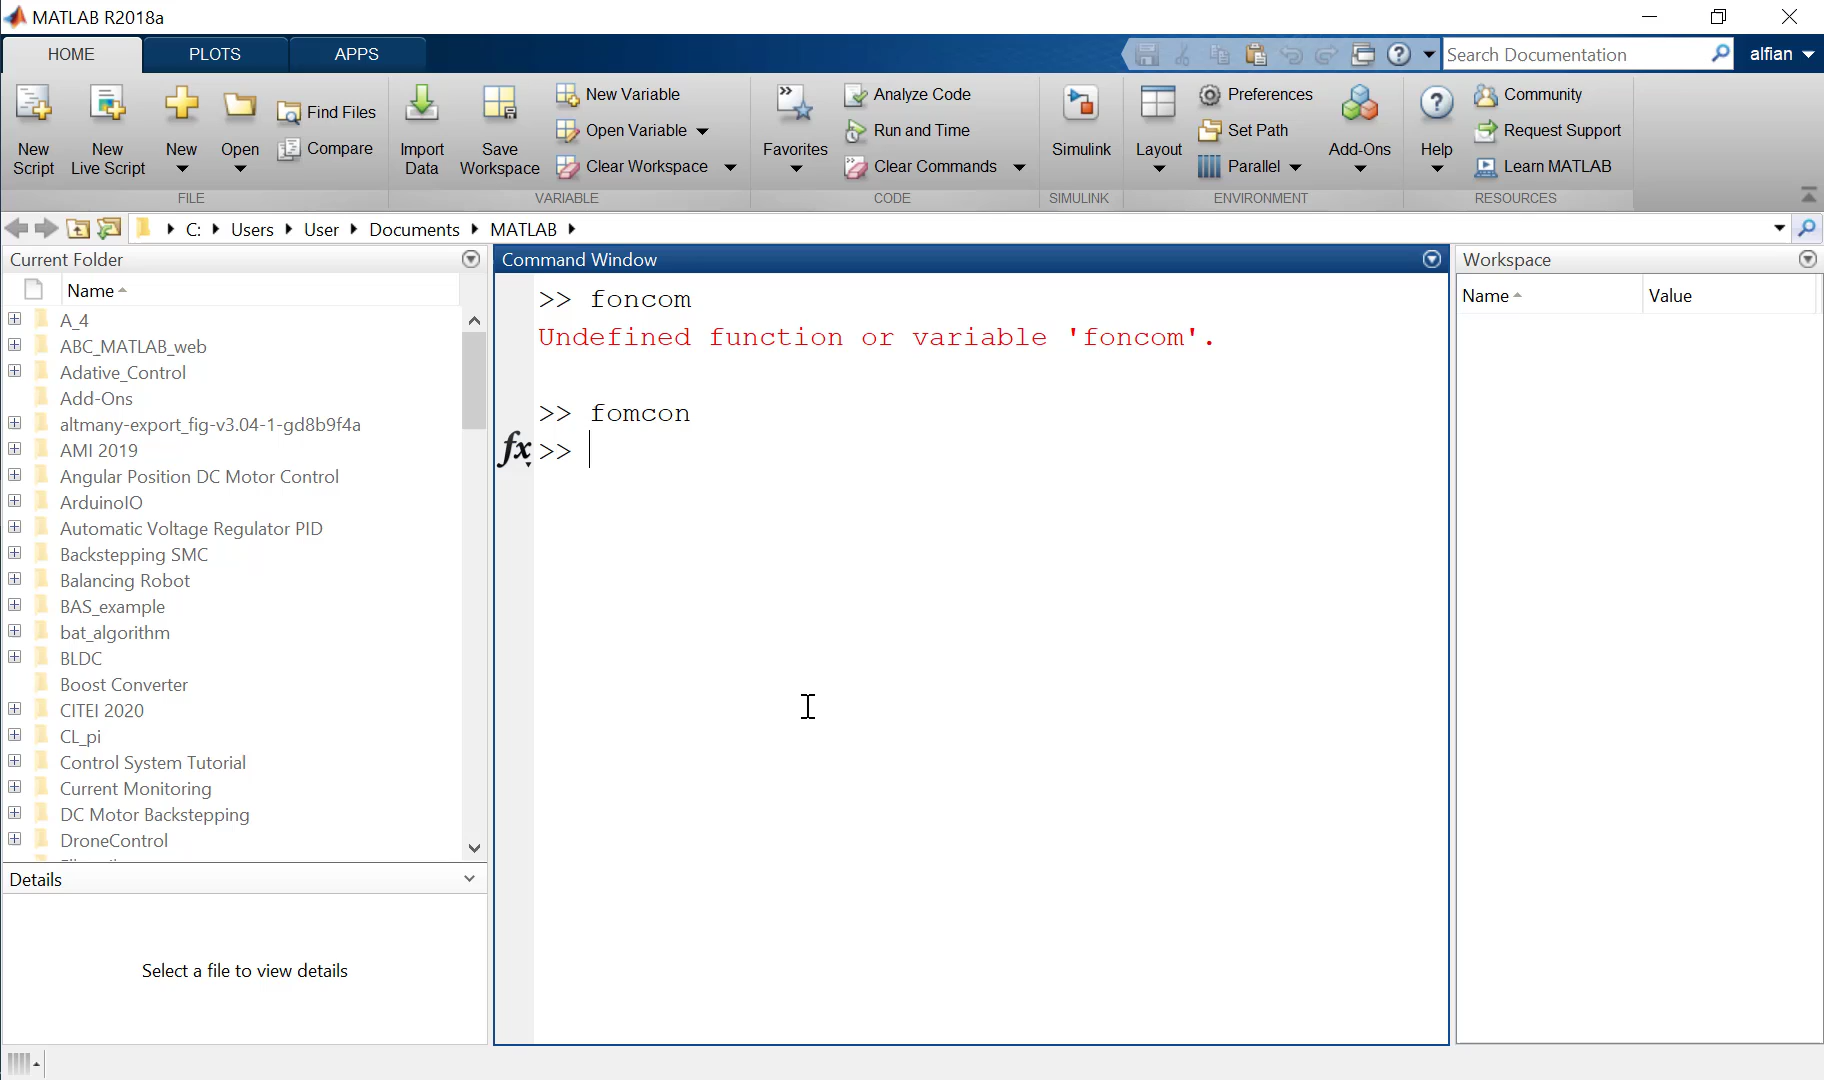 MATLAB R2018a
HOME
PLOTS
APPS
Search Documentation
alfian
New Script
New Live Script
New
Open
Find Files
Compare
Import Data
Save Workspace
New Variable
Open Variable
Clear Workspace
Favorites
Analyze Code
Run and Time
Clear Commands
Simulink
Layout
Preferences
Set Path
Parallel
Add-Ons
Help
Community
Request Support
Learn MATLAB
FILE
VARIABLE
CODE
SIMULINK
ENVIRONMENT
RESOURCES
C: Users User Documents MATLAB
Current Folder
Name
A_4
ABC_MATLAB_web
Adative_Control
Add-Ons
altmany-export_fig-v3.04-1-gd8b9f4a
AMI 2019
Angular Position DC Motor Control
ArduinoIO
Automatic Voltage Regulator PID
Backstepping SMC
Balancing Robot
BAS_example
bat_algorithm
BLDC
Boost Converter
CITEI 2020
CL_pi
Control System Tutorial
Current Monitoring
DC Motor Backstepping
DroneControl
Details
Select a file to view details
Command Window
>> foncom
Undefined function or variable 'foncom'.
>> fomcon
fx >>
Workspace
Name
Value